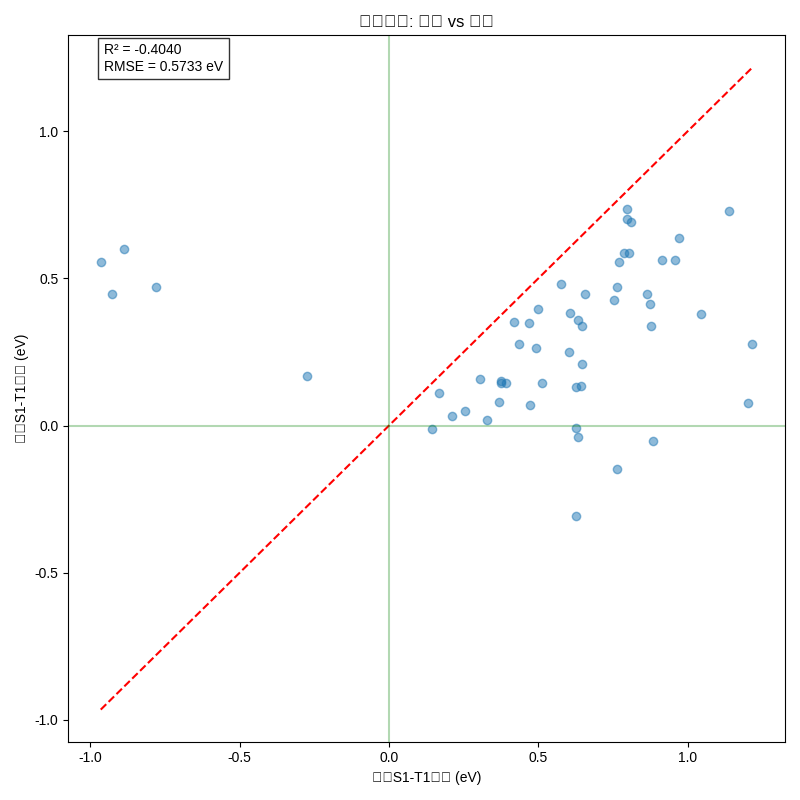 □□□□: □□ vs □□
R² = -0.4040
RMSE = 0.5733 eV
1.0
0.5
0.0
-0.5
-1.0
□□S1-T1□□ (eV)
-1.0
-0.5
0.0
0.5
1.0
□□S1-T1□□ (eV)